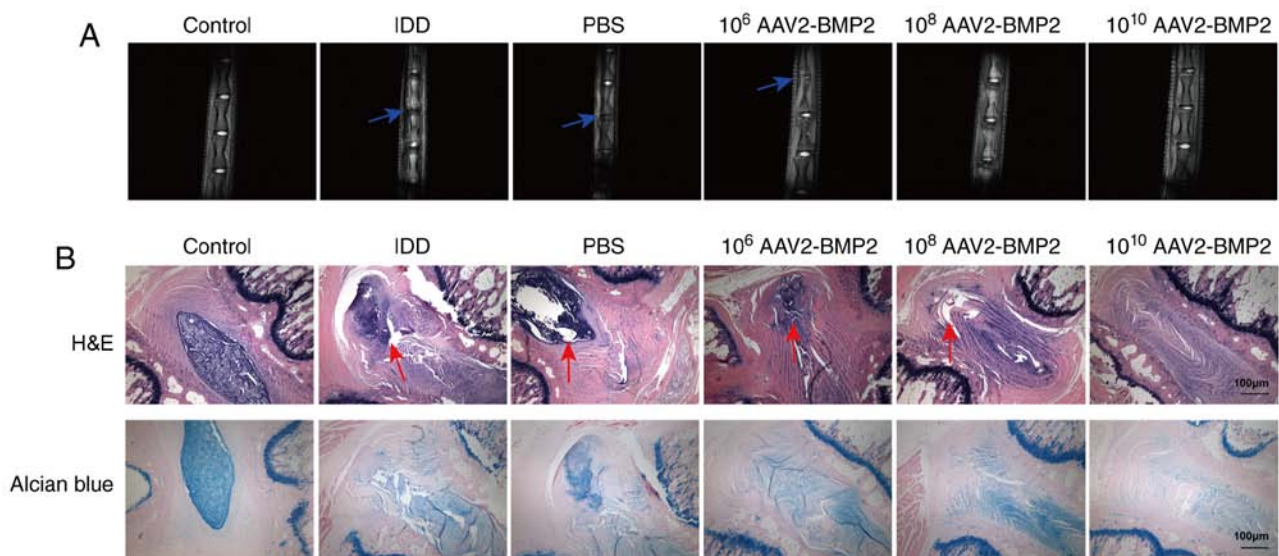 A
Control IDD PBS 10⁶ AAV2-BMP2 10⁸ AAV2-BMP2 10¹⁰ AAV2-BMP2
B
Control IDD PBS 10⁶ AAV2-BMP2 10⁸ AAV2-BMP2 10¹⁰ AAV2-BMP2
H&E
100μm
Alcian blue
100μm